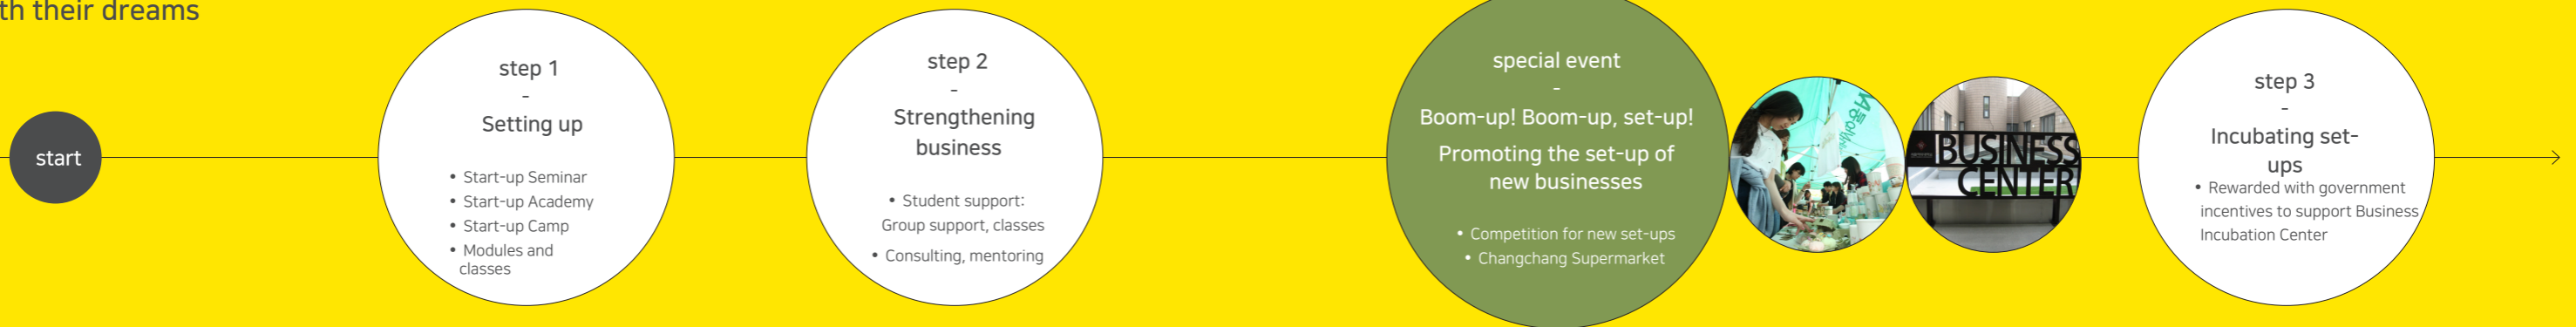 th their dreams
start
step 1
-
Setting up
• Start-up Seminar
• Start-up Academy
• Start-up Camp
• Modules and
classes
step 2
-
Strengthening
business
• Student support:
Group support, classes
• Consulting, mentoring
special event
-
Boom-up! Boom-up, set-up!
Promoting the set-up of
new businesses
• Competition for new set-ups
• Changchang Supermarket
BUSINESS
CENTER
step 3
-
Incubating set-
ups
• Rewarded with government
incentives to support Business
Incubation Center